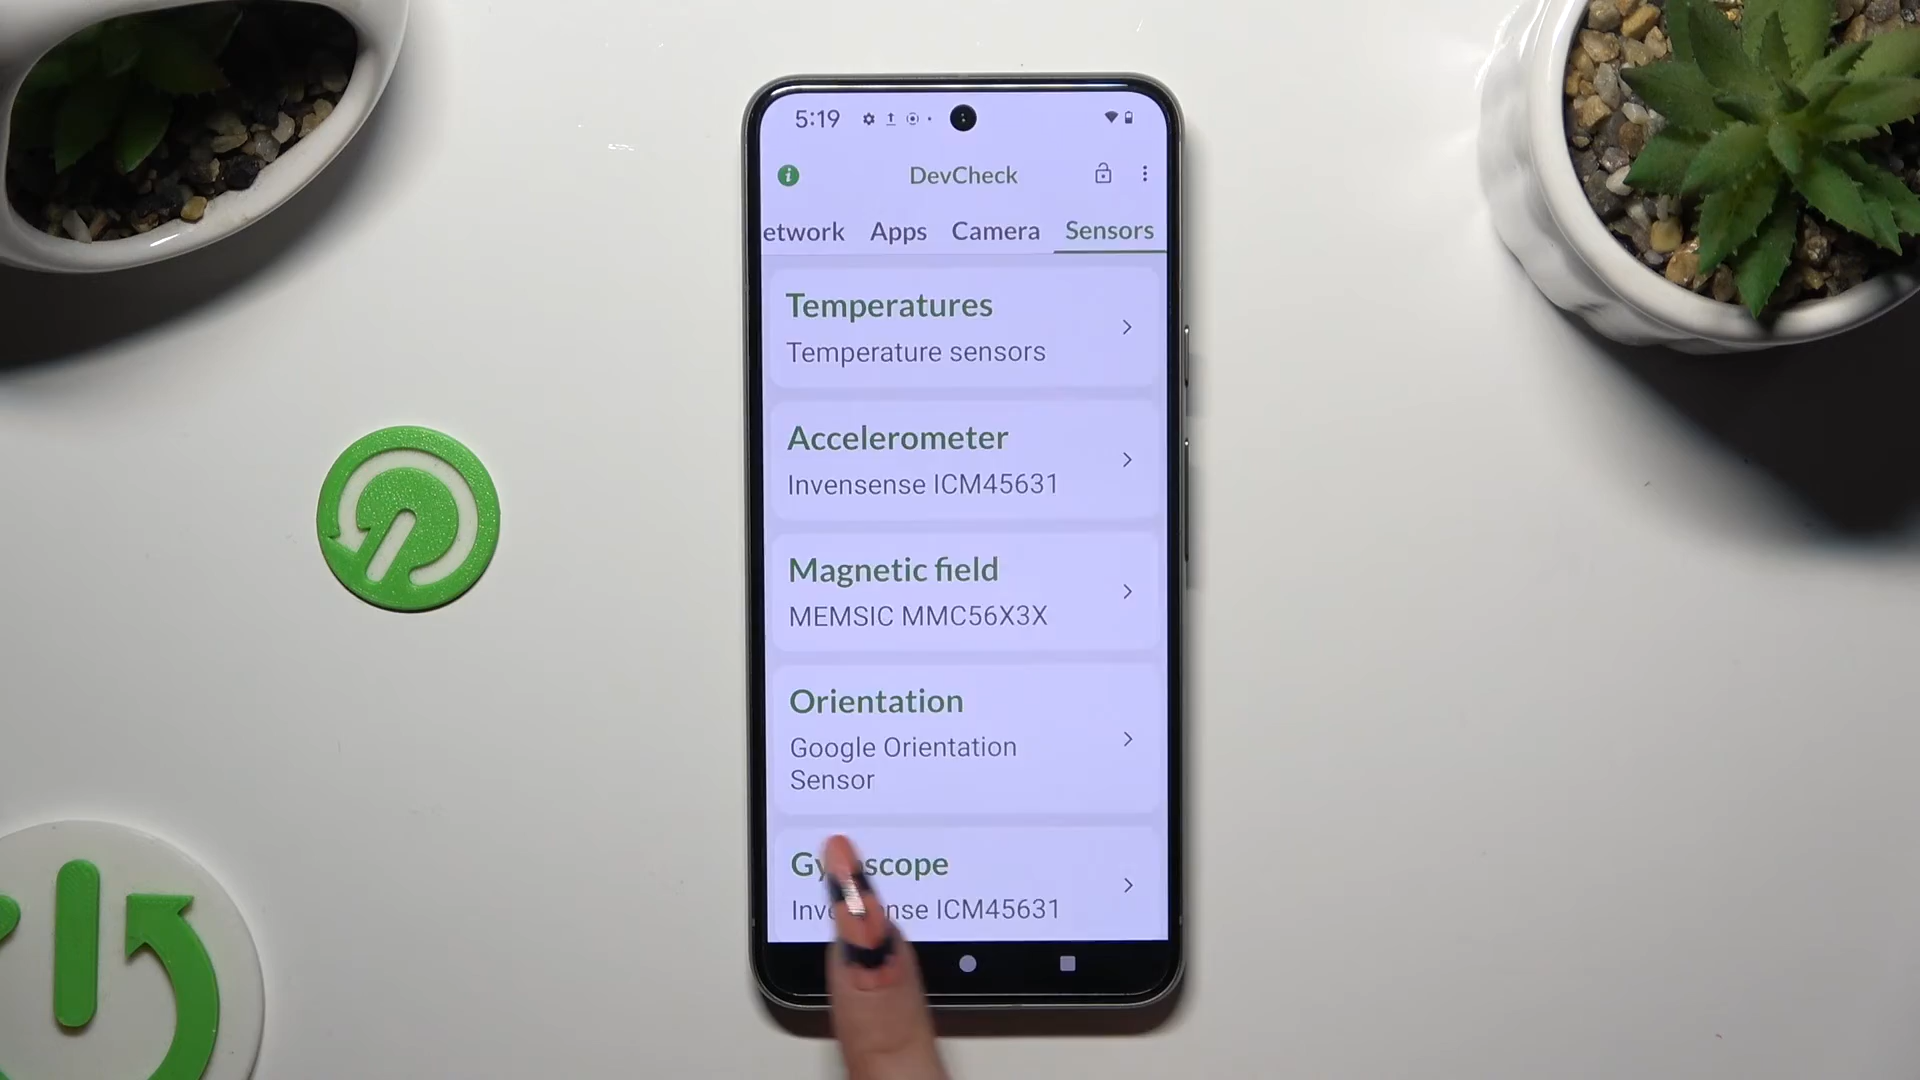 5:19
DevCheck
etwork Apps Camera Sensors
Temperatures
Temperature sensors
Accelerometer
Invensense ICM45631
Magnetic field
MEMSIC MMC56X3X
Orientation
Google Orientation
Sensor
Gyroscope
Invensense ICM45631